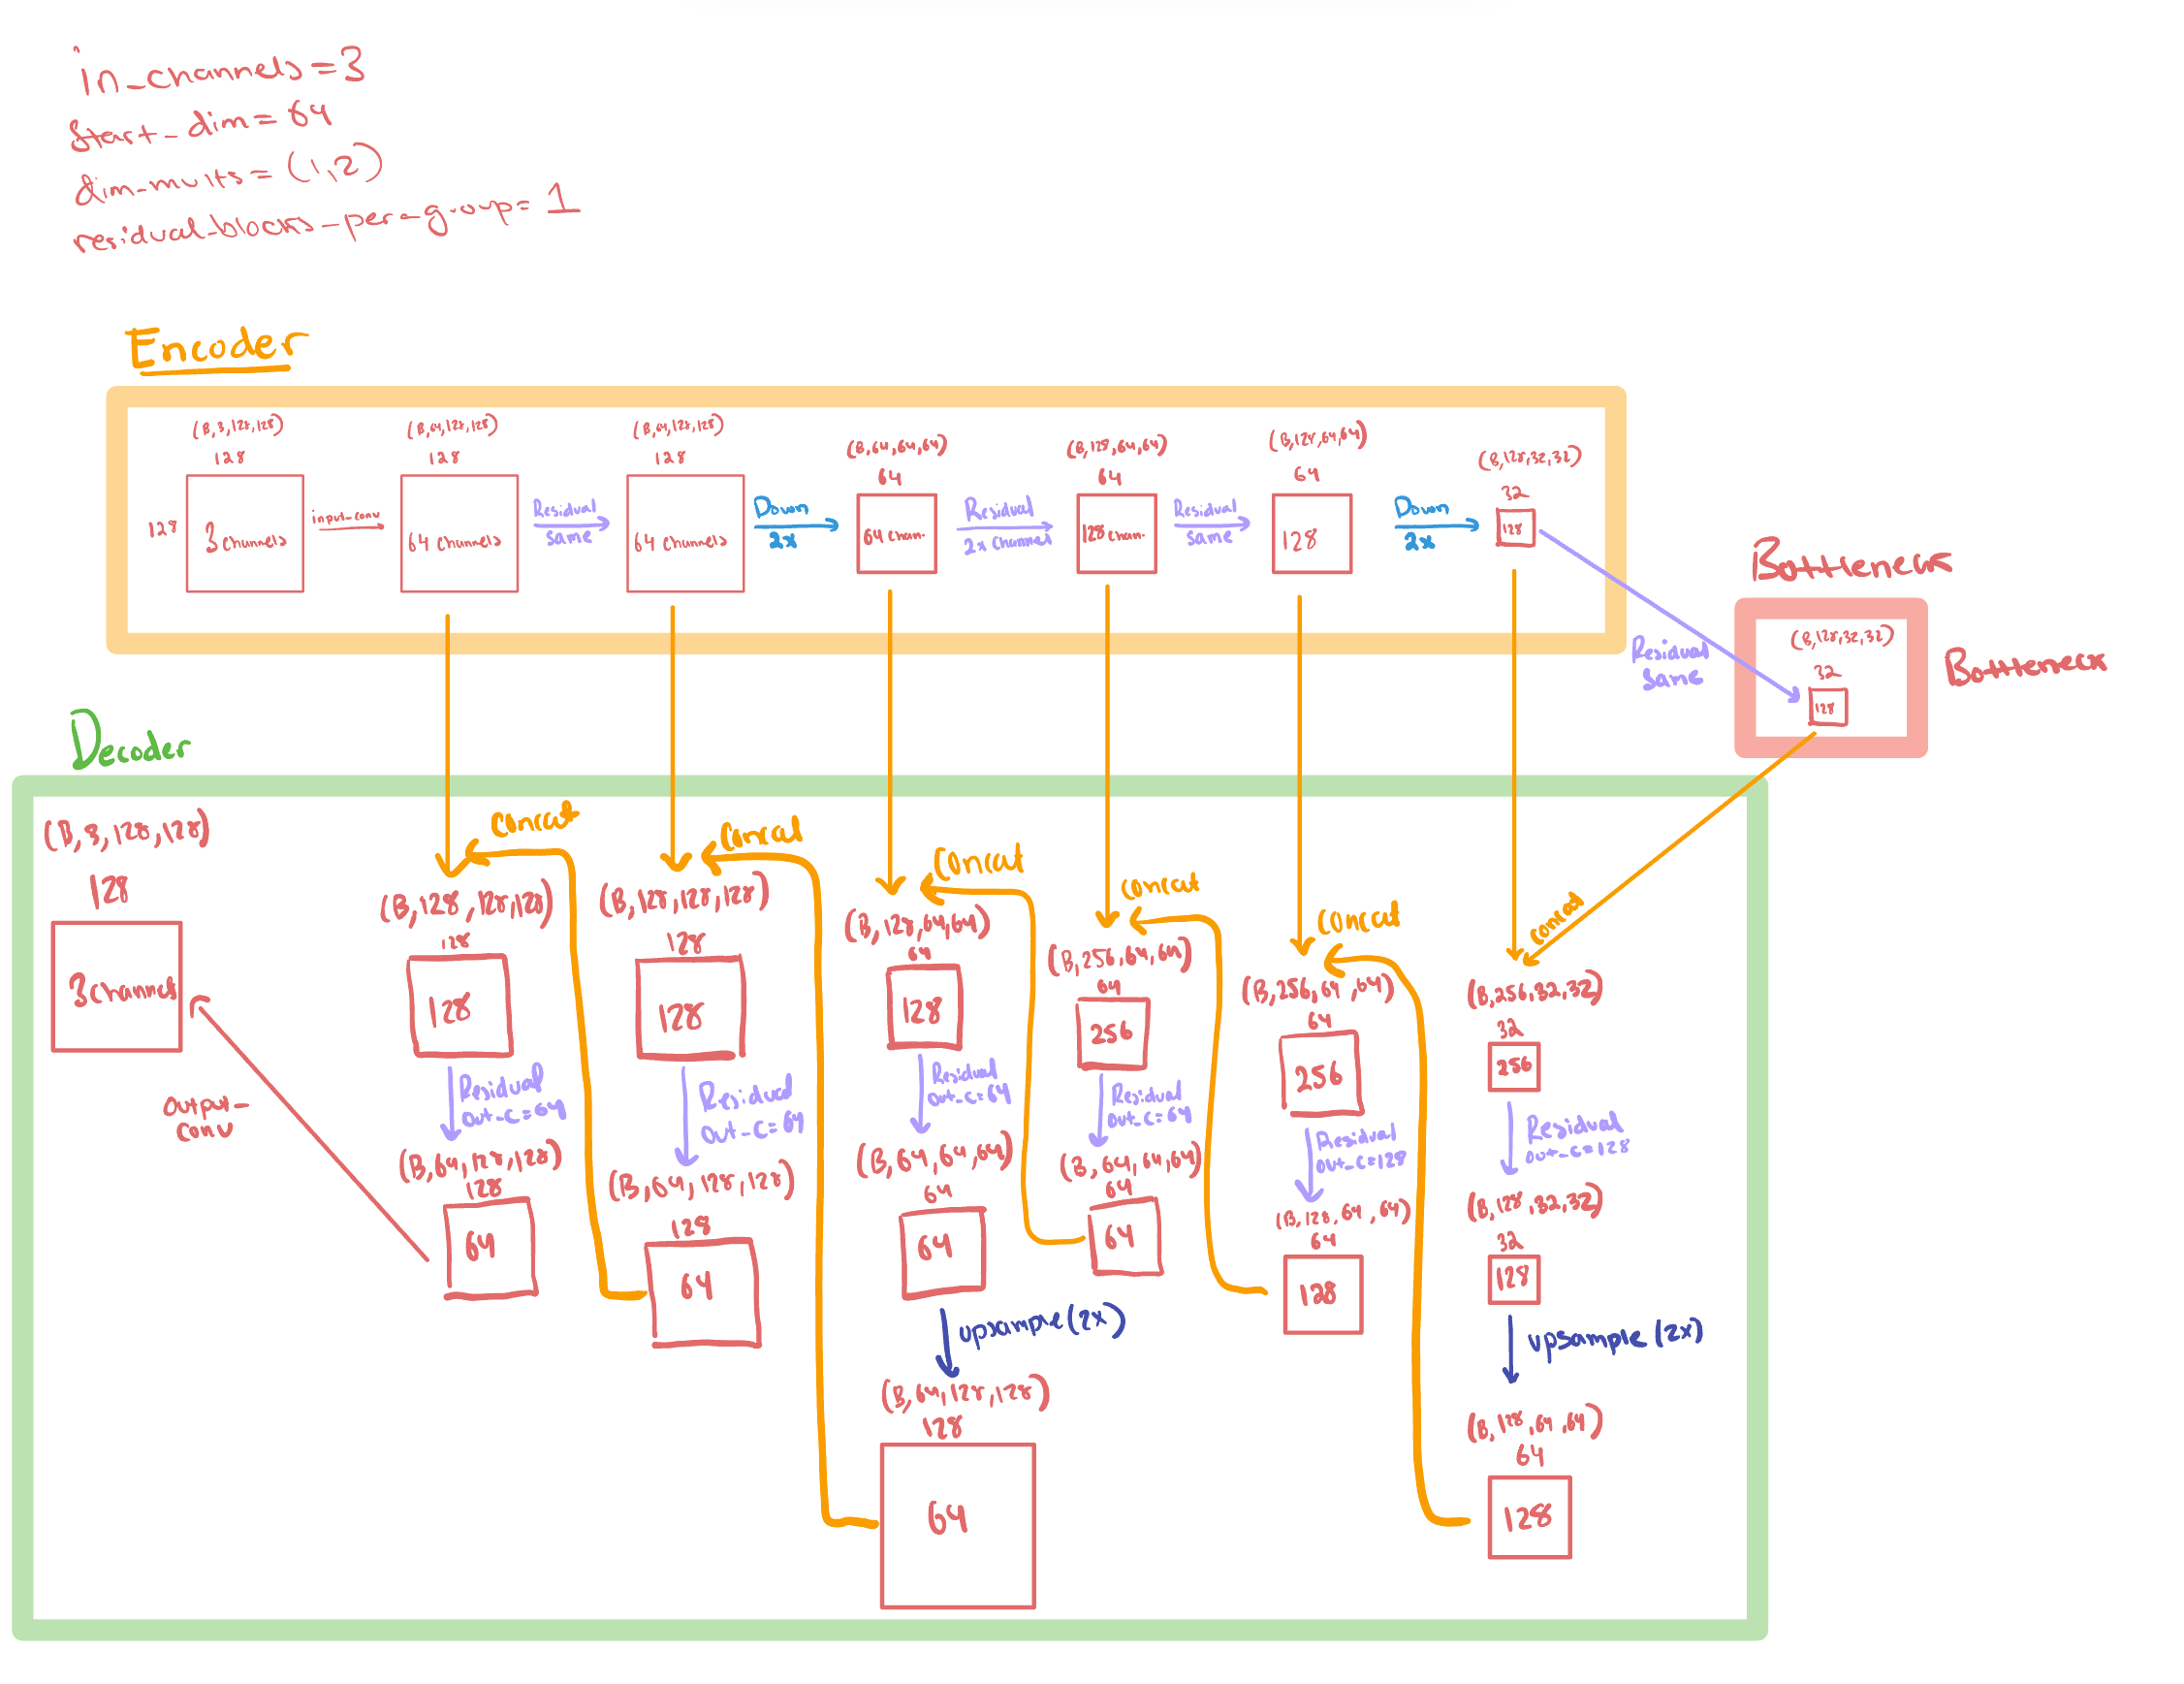 in_channels=3
start_dim=64
dim-mults=(1,2)
residual-blocks-per-group=1
Encoder
(B,3,128,128)
128
128
3 channels
input-conv
(B,64,128,128)
128
64 channels
Residual
same
(B,64,128,128)
128
64 channels
Down
2x
(B,64,64,64)
64
64 chan.
Residual
2x channel
(B,128,64,64)
64
128 chan.
Residual
same
(B,128,64,64)
64
128
Down
2x
(B,128,32,32)
32
128
Residual
same
Bottleneck
(B,128,32,32)
32
128
Bottleneck
Decoder
(B,3,128,128)
128
3 channels
output-
conv
concat
(B,128,128,128)
128
128
Residual
out-c=64
(B,64,128,128)
128
64
concat
(B,128,128,128)
128
128
Residual
out-c=64
(B,64,128,128)
128
64
concat
(B,128,64,64)
64
128
Residual
out-c=64
(B,64,64,64)
64
64
upsample(2x)
(B,64,128,128)
128
64
concat
(B,256,64,64)
64
256
Residual
out-c=64
(B,64,64,64)
64
64
concat
(B,256,64,64)
64
256
Residual
out-c=128
(B,128,64,64)
64
128
concat
(B,256,32,32)
32
256
Residual
out-c=128
(B,128,32,32)
32
128
upsample(2x)
(B,128,64,64)
64
128